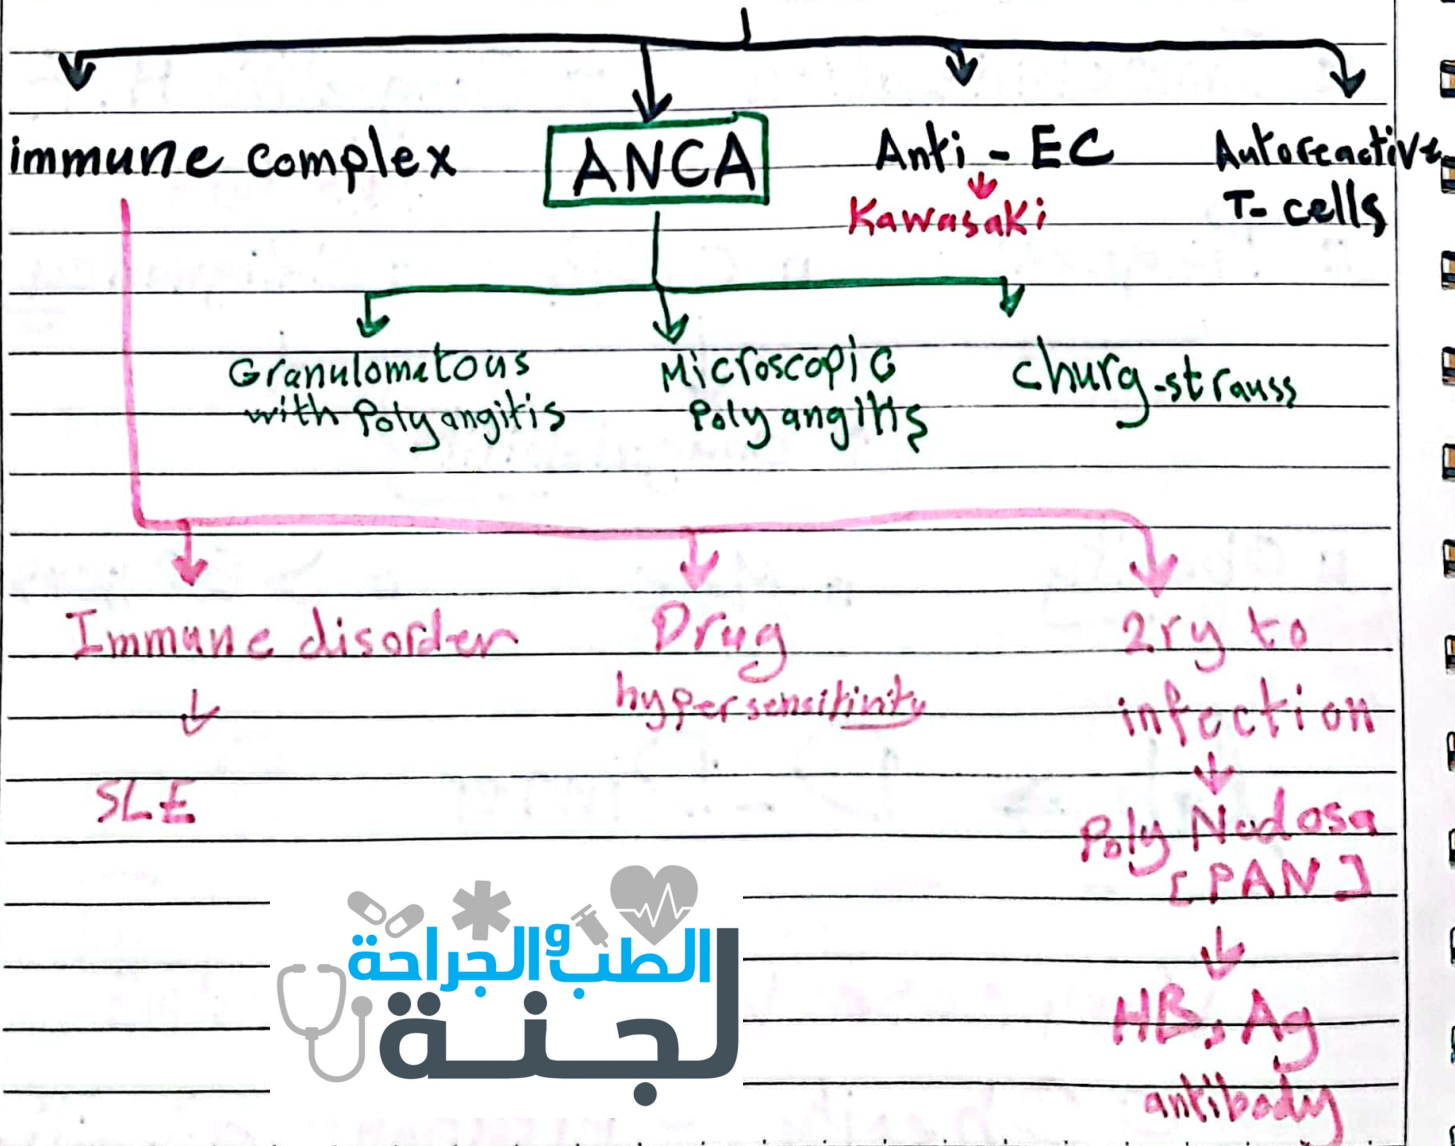 immune complex
ANCA
Anti - EC
Kawasaki
Autoreactive
T- cells
Granulomatous
with Polyangitis
Microscopic
Poly angitis
churg-strauss
Immune disorder
SLE
Drug
hypersensitinity
2ry to
infection
Poly Nodosa
[PAN]
HBsAg
antibody
الطب والجراحة
لجنة